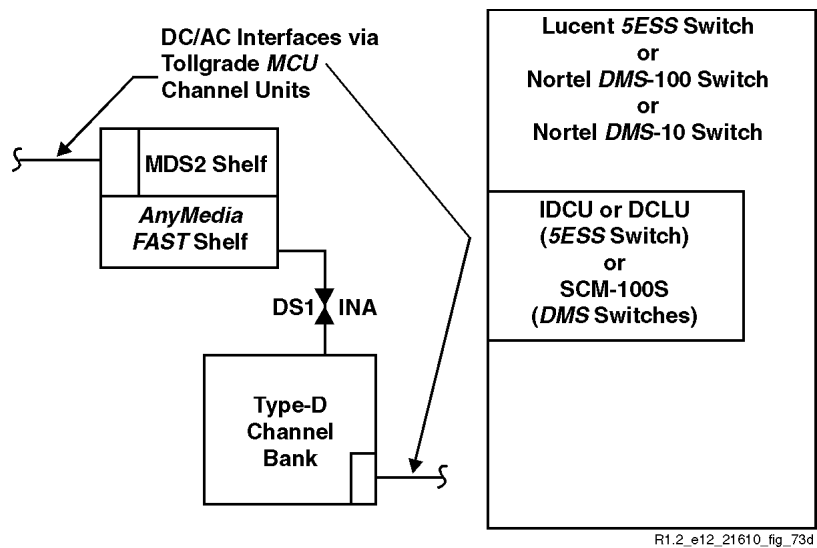 DC/AC Interfaces via
Tollgrade MCU
Channel Units
MDS2 Shelf
AnyMedia
FAST Shelf
DS1
INA
Type-D
Channel
Bank
Lucent 5ESS Switch
or
Nortel DMS-100 Switch
or
Nortel DMS-10 Switch
IDCU or DCLU
(5ESS Switch)
or
SCM-100S
(DMS Switches)
R1.2_e12_21610_fig_73d